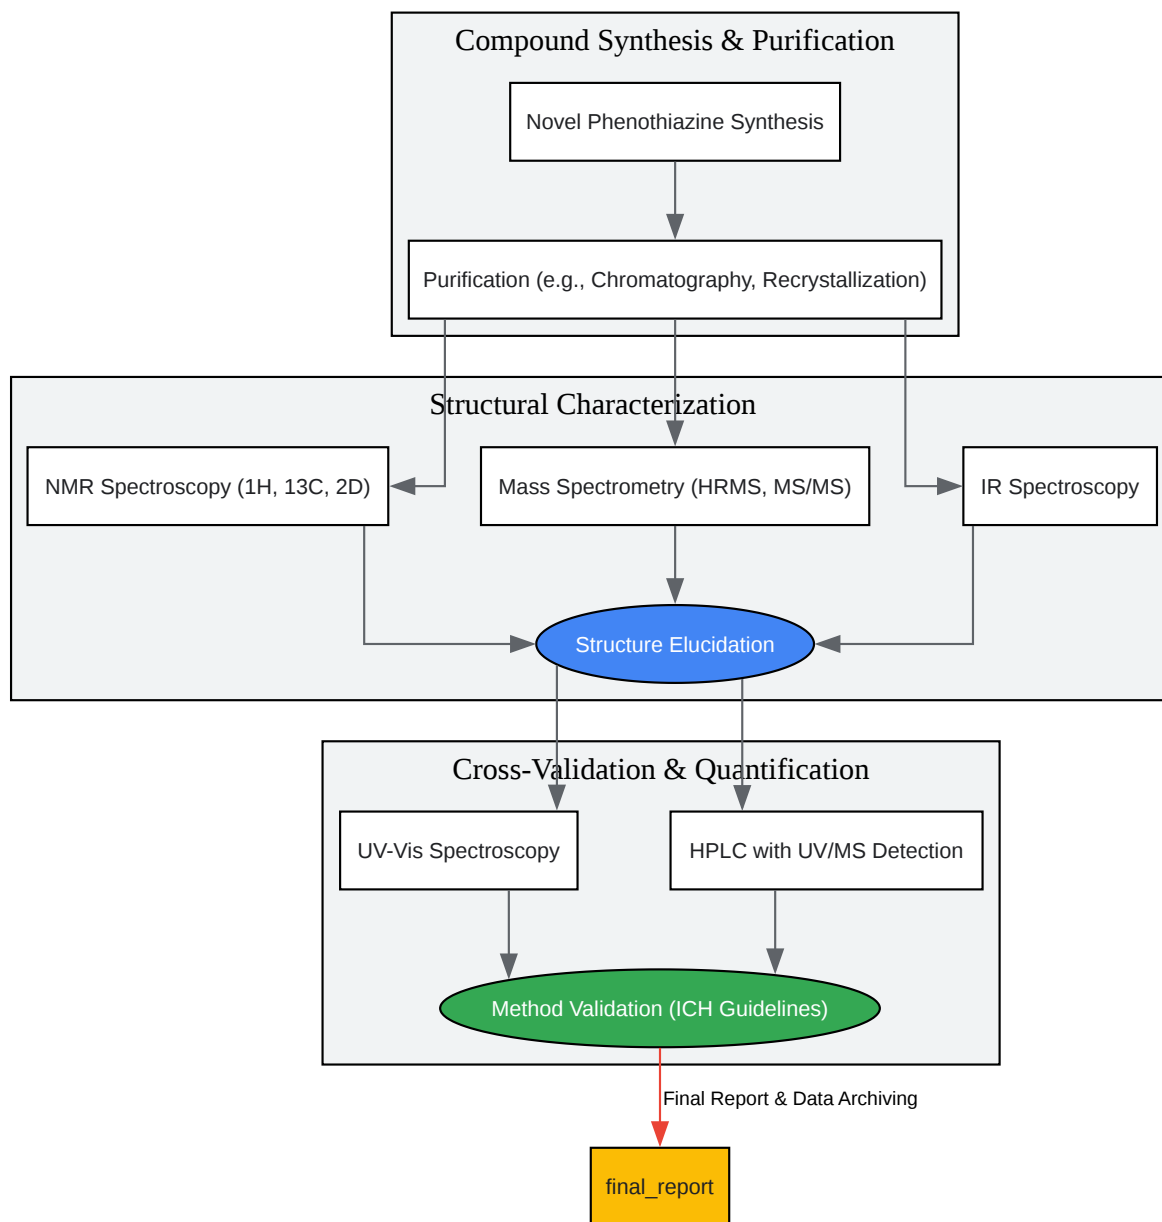 Compound Synthesis & Purification
Novel Phenothiazine Synthesis
Purification (e.g., Chromatography, Recrystallization)
Structural Characterization
NMR Spectroscopy (1H, 13C, 2D)
Mass Spectrometry (HRMS, MS/MS)
IR Spectroscopy
Structure Elucidation
Cross-Validation & Quantification
UV-Vis Spectroscopy
HPLC with UV/MS Detection
Method Validation (ICH Guidelines)
Final Report & Data Archiving
final_report